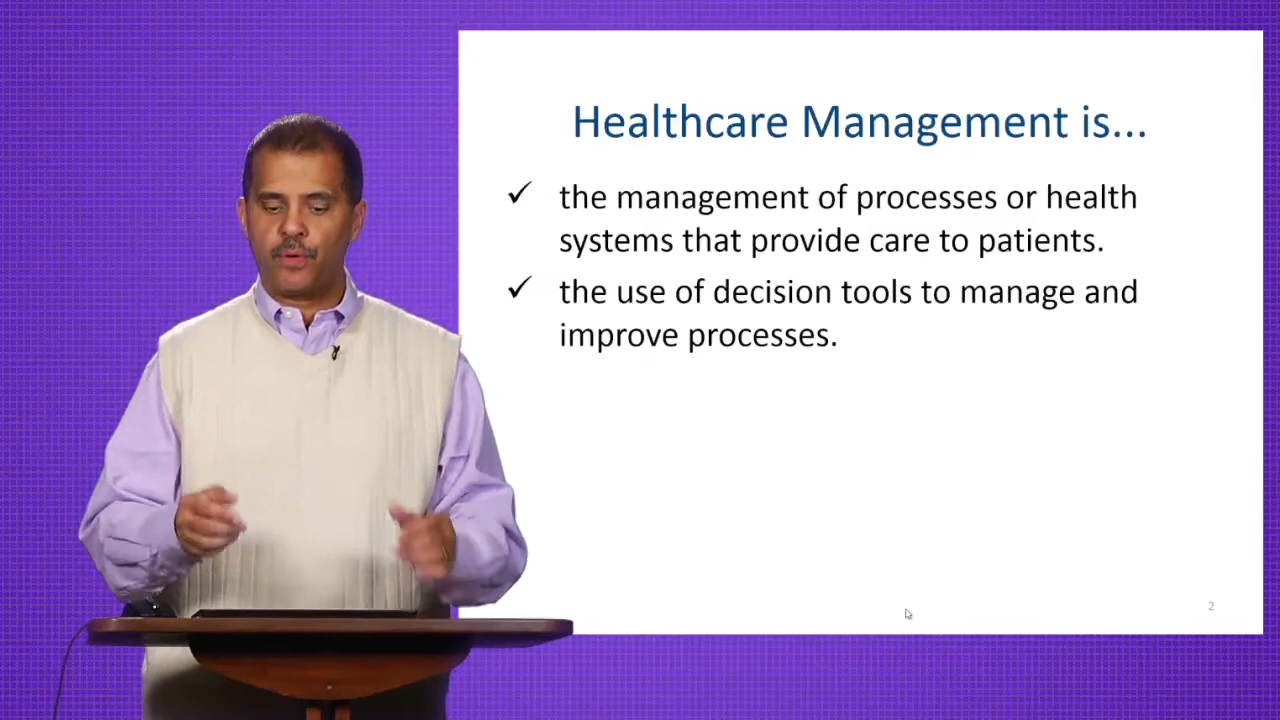 Healthcare Management is...
✓ the management of processes or health
systems that provide care to patients.
✓ the use of decision tools to manage and
improve processes.
2